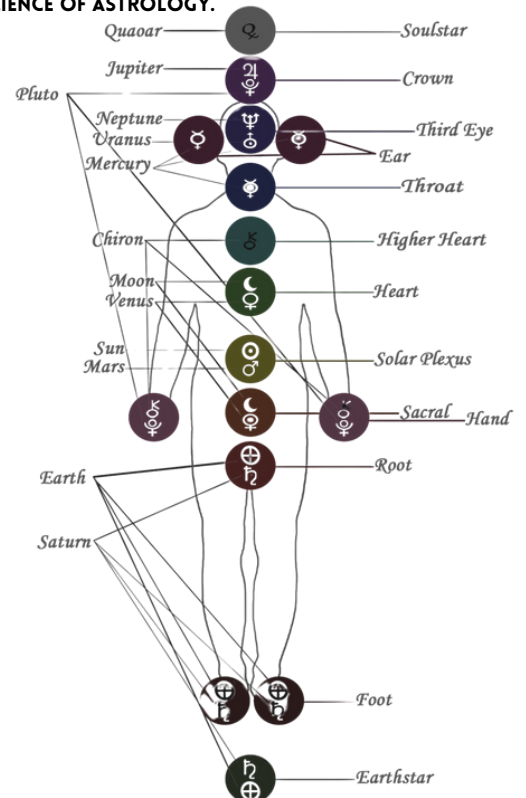 CIENCE OF ASTROLOGY.
Quaoar
Soulstar
Jupiter
Crown
Pluto
Neptune
Third Eye
Uranus
Ear
Mercury
Throat
Chiron
Higher Heart
Moon
Heart
Venus
Sun
Solar Plexus
Mars
Sacral
Hand
Root
Earth
Saturn
Foot
Earthstar